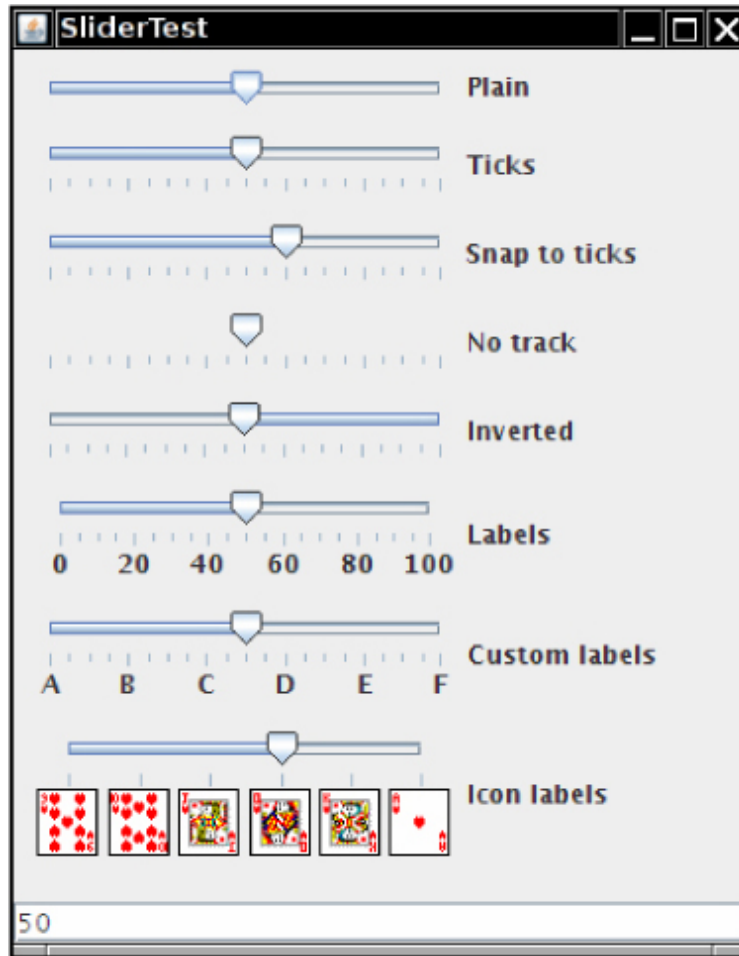 SliderTest
Plain
Ticks
Snap to ticks
No track
Inverted
Labels
0 20 40 60 80 100
Custom labels
A B C D E F
Icon labels
50